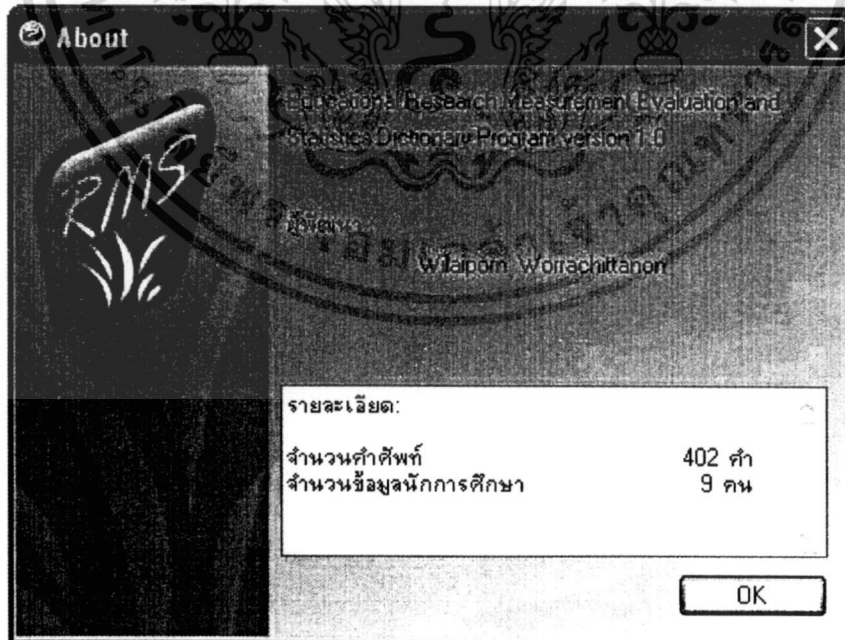 About
RMS
Educational Research Measurement Evaluation and
Statistics Dictionary Program version 1.0
ผู้พัฒนา
Wilaiporn Worrachittanon
รายละเอียด:
จำนวนคำศัพท์ 402 คำ
จำนวนข้อมูลนักการศึกษา 9 คน
OK